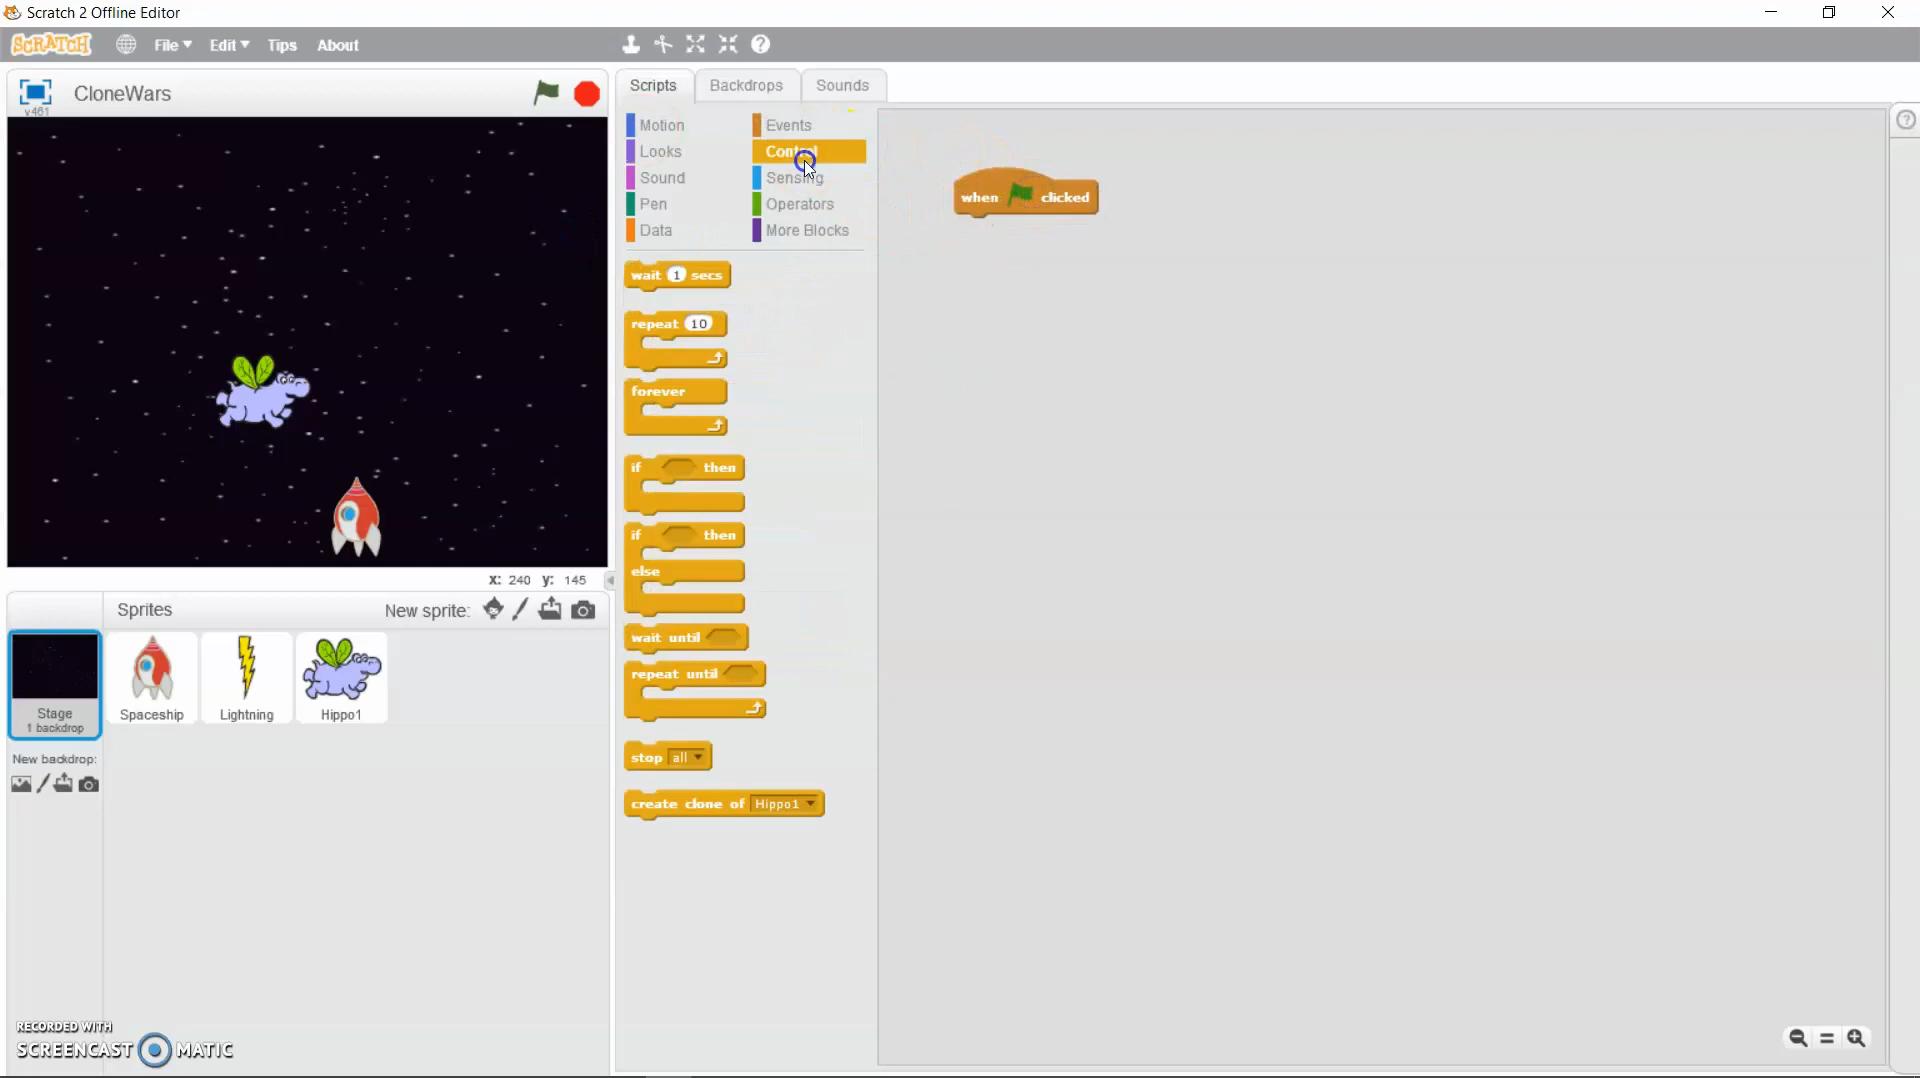 Scratch 2 Offline Editor
SCRATCH File Edit Tips About
v461 CloneWars
Scripts Backdrops Sounds
Motion Events
Looks Control
Sound Sensing
Pen Operators
Data More Blocks
wait 1 secs
repeat 10
forever
if then
if then
else
wait until
repeat until
stop all
create clone of Hippo1
when clicked
X: 240 y: 145
Sprites New sprite:
Stage
1 backdrop
Spaceship Lightning Hippo1
New backdrop:
RECORDED WITH
SCREENCAST MATIC